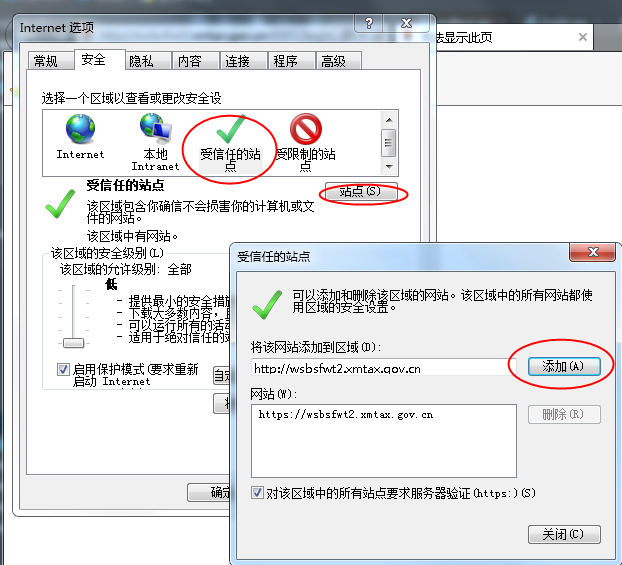 Internet 选项
法显示此页
常规 安全 隐私 内容 连接 程序 高级
选择一个区域以查看或更改安全设
Internet 本地 Intranet 受信任的站点 受限制的站点
受信任的站点
站点(S)
该区域包含你确信不会损害你的计算机或文
件的网站。
该区域中有网站。
该区域的安全级别(L)
该区域的允许级别: 全部
低
- 提供最小的安全措施
- 下载大多数内容，
- 可以运行所有的活动
- 适用于绝对信任的站
启用保护模式(要求重新
启动 Internet
确定
受信任的站点
可以添加和删除该区域的网站。该区域中的所有网站都使
用区域的安全设置。
将该网站添加到区域(D):
http://wsbsfwt2.xmtax.gov.cn
添加(A)
网站(W):
https://wsbsfwt2.xmtax.gov.cn
删除(R)
对该区域中的所有站点要求服务器验证(https:)(S)
关闭(C)